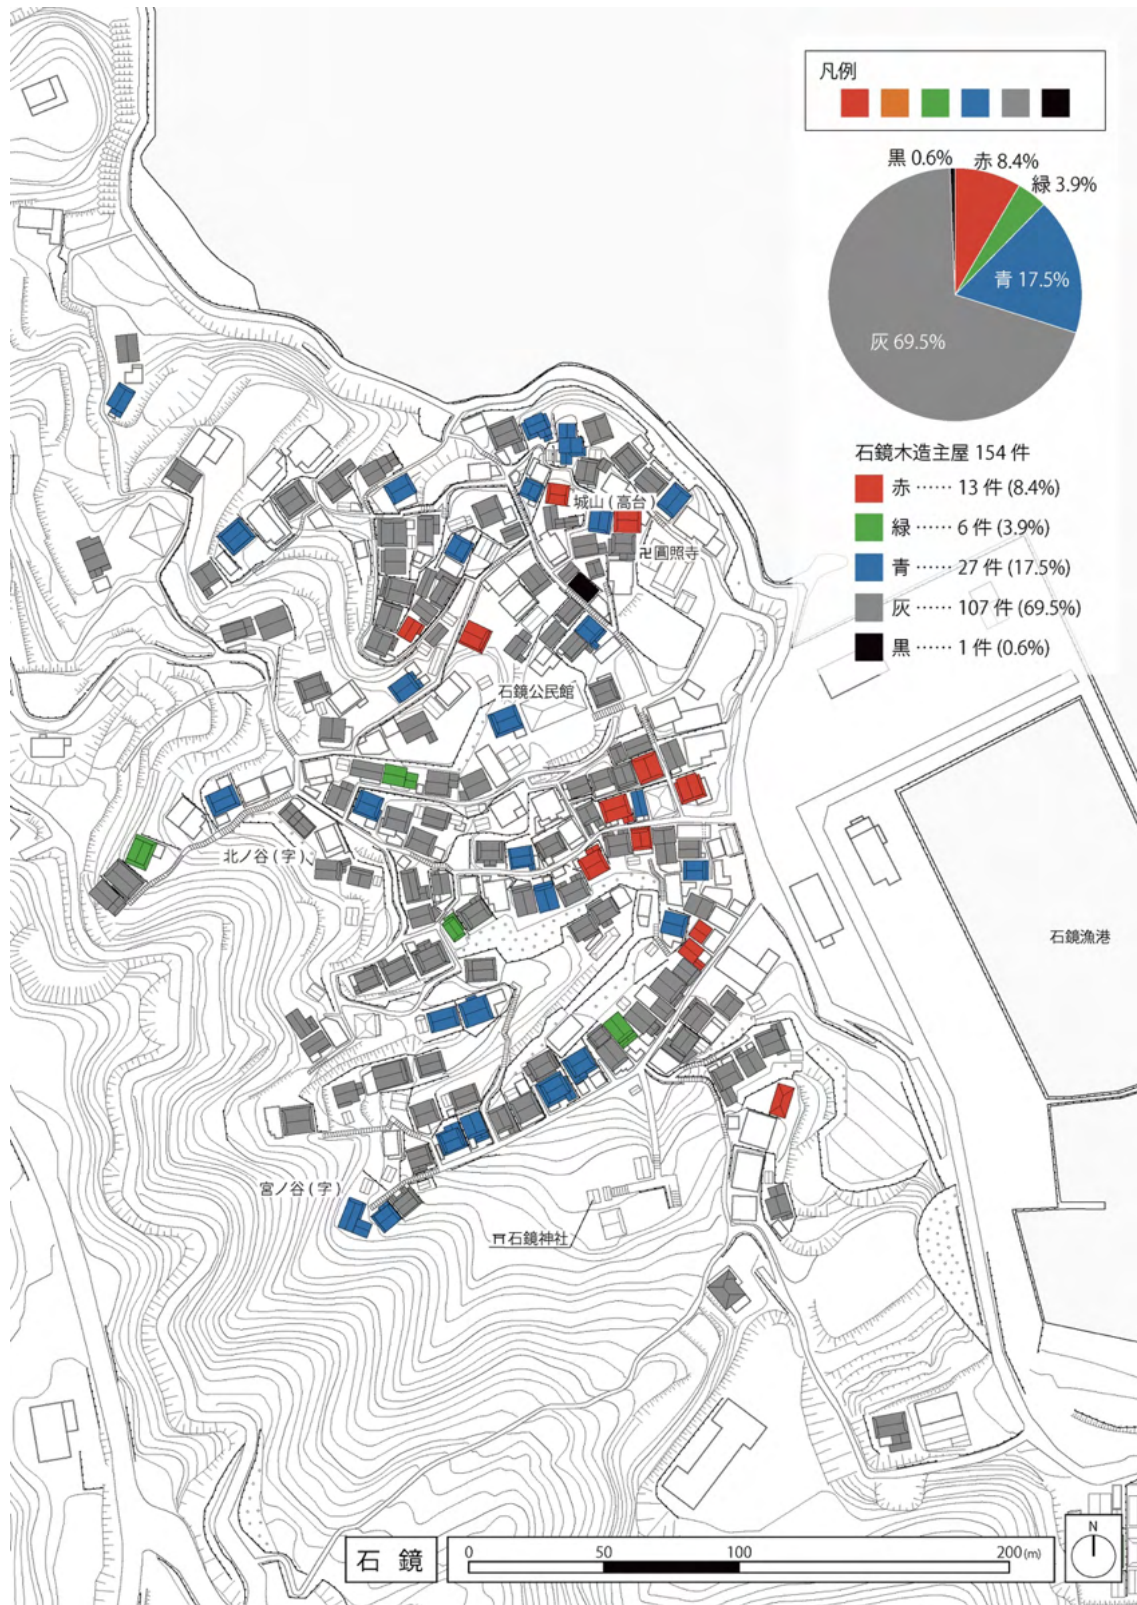 凡例
黒 0.6%
赤 8.4%
緑 3.9%
青 17.5%
灰 69.5%
石鏡木造主屋 154 件
赤 …… 13 件 (8.4%)
緑 …… 6 件 (3.9%)
青 …… 27 件 (17.5%)
灰 …… 107 件 (69.5%)
黒 …… 1 件 (0.6%)
城山 ( 高台 )
卍圓照寺
石鏡公民館
北ノ谷 ( 字 )
石鏡漁港
宮ノ谷 ( 字 )
⛩石鏡神社
石 鏡
0 50 100 200 (m)
N